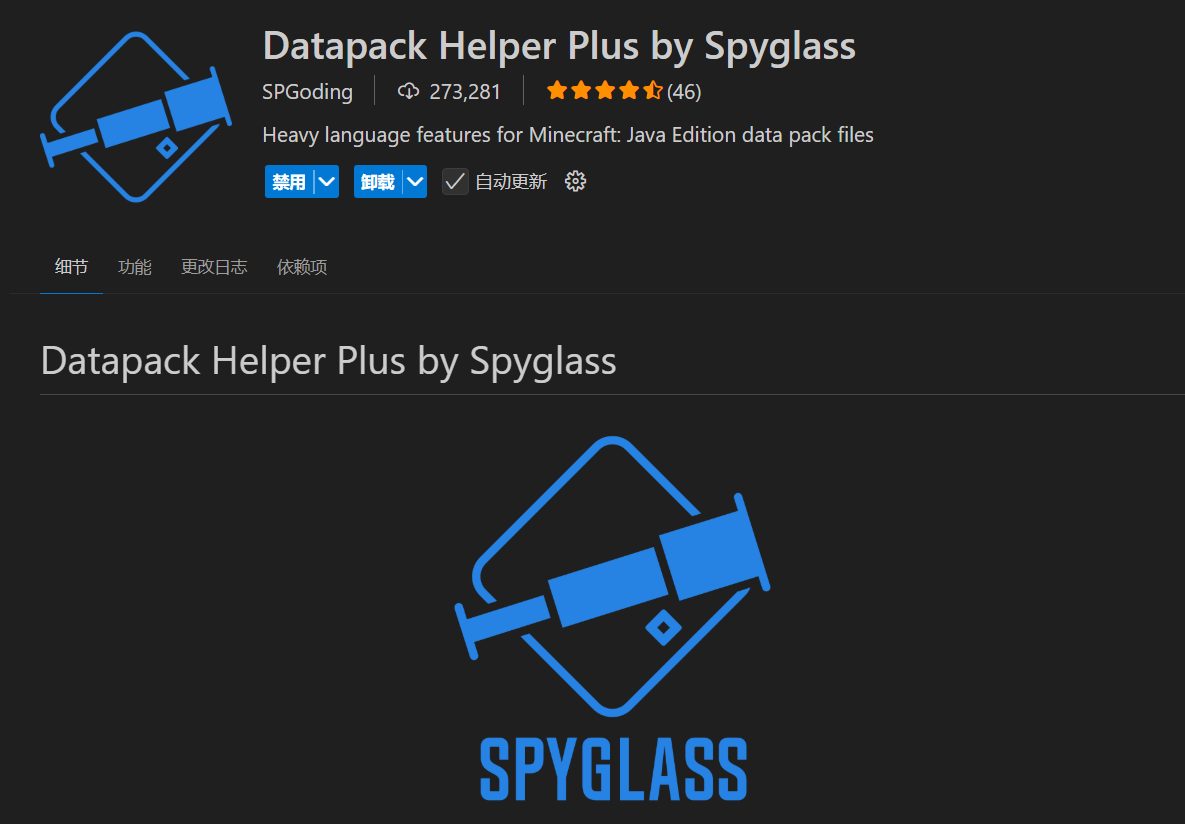 Datapack Helper Plus by Spyglass
SPGoding 273,281 (46)
Heavy language features for Minecraft: Java Edition data pack files
禁用 卸载 自动更新
细节 功能 更改日志 依赖项
Datapack Helper Plus by Spyglass
SPYGLASS